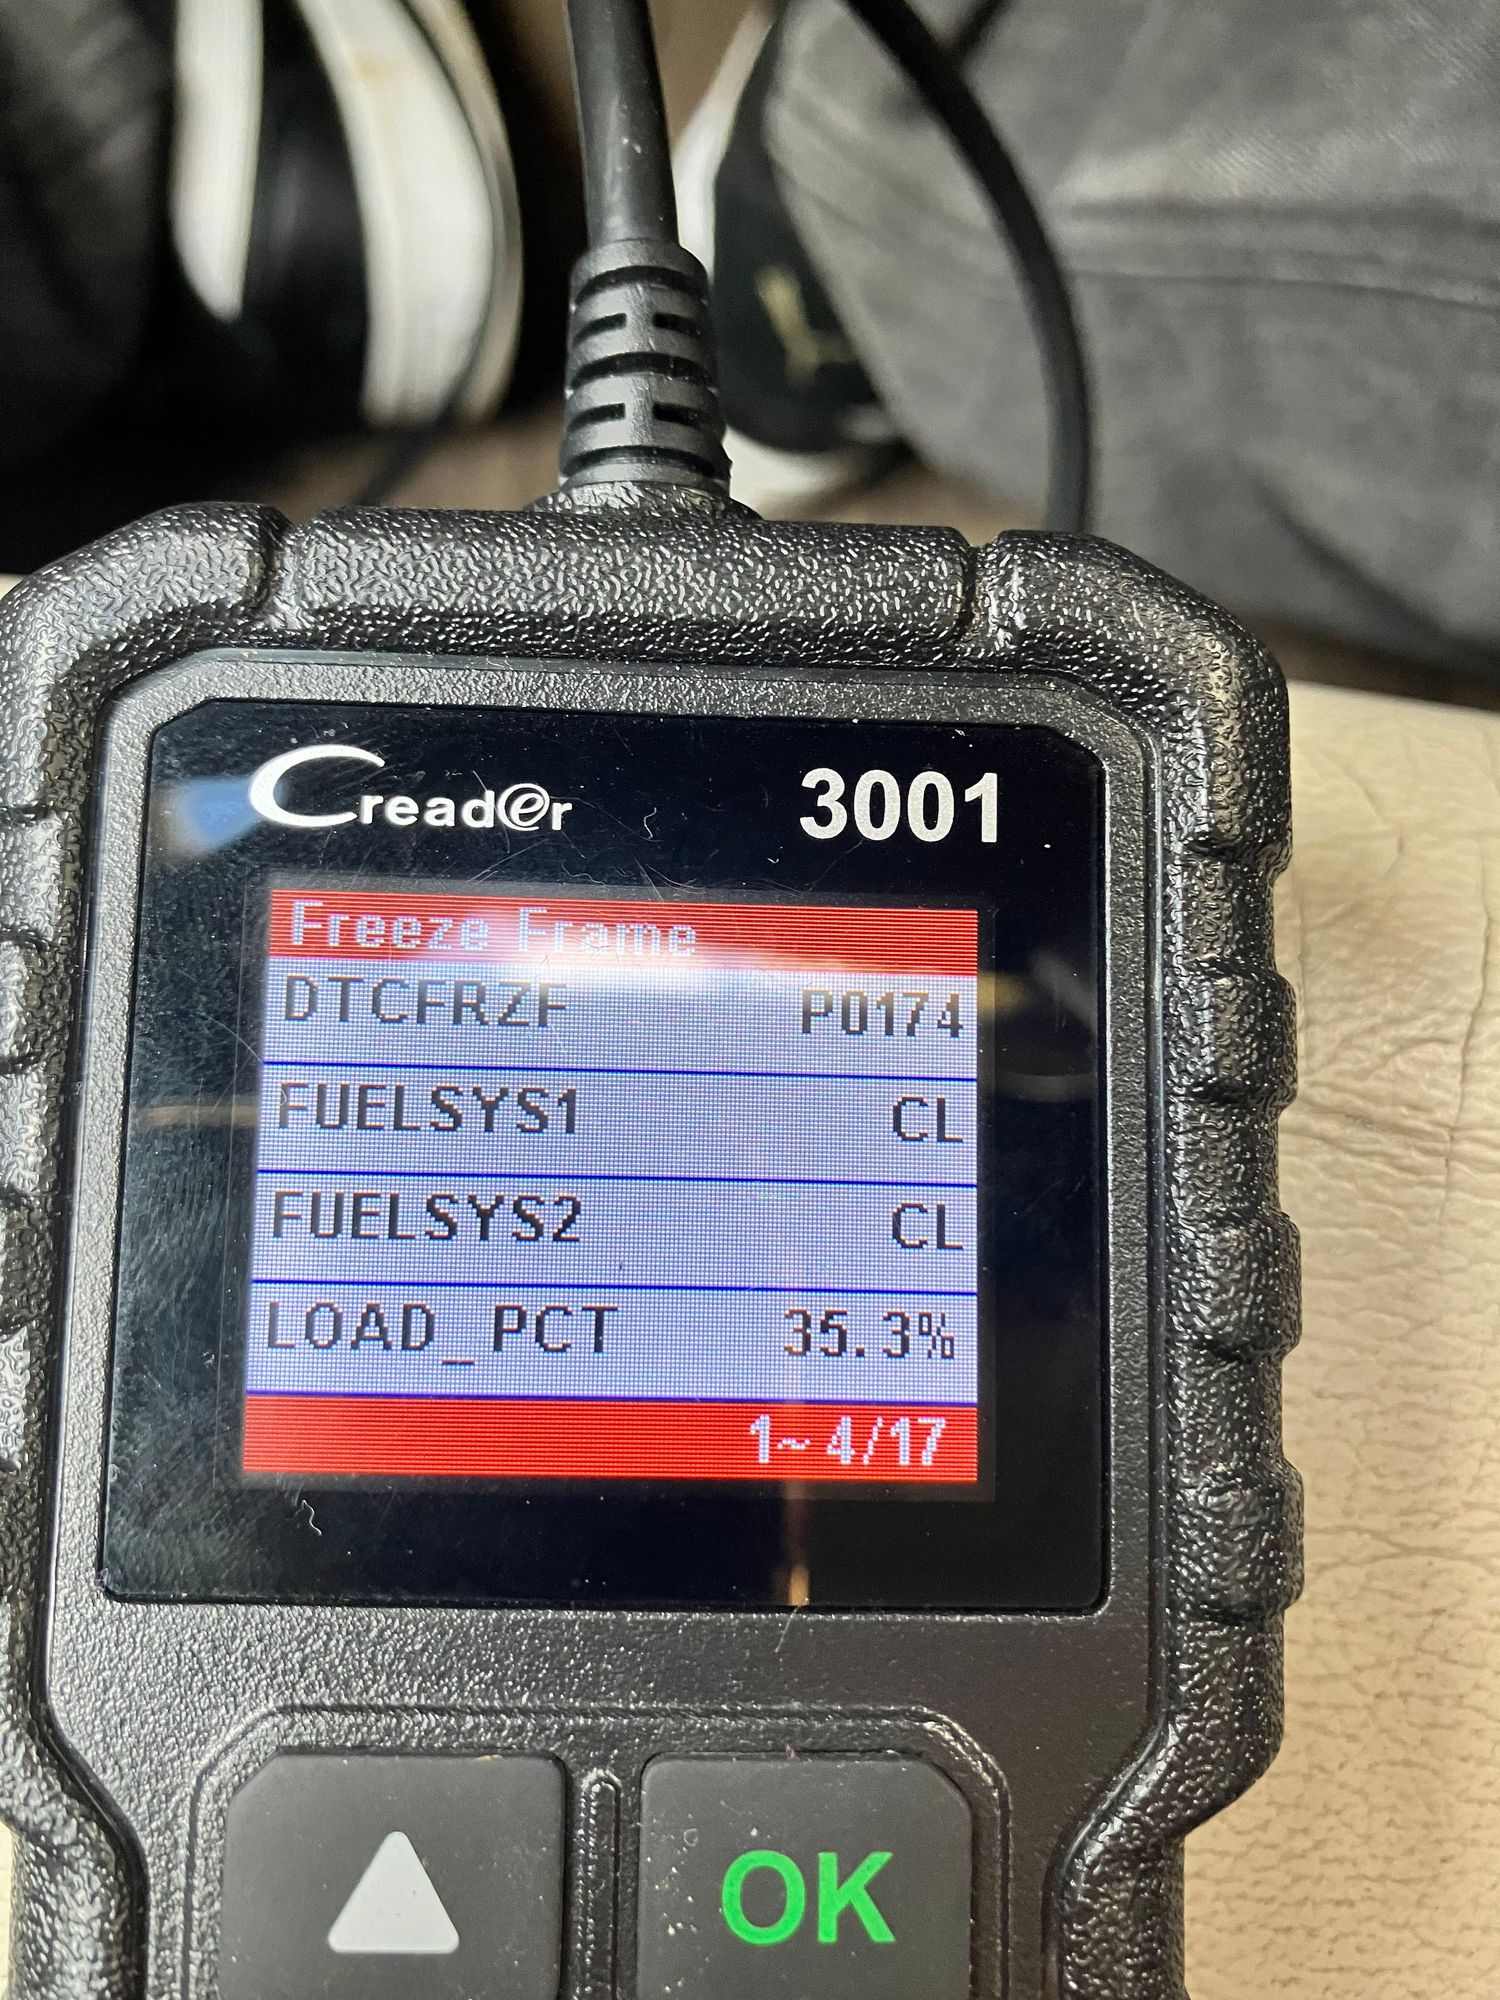 Creader 3001
Freeze Frame
DTCFRZF P0174
FUELSYS1 CL
FUELSYS2 CL
LOAD_PCT 35.3%
1~4/17
OK